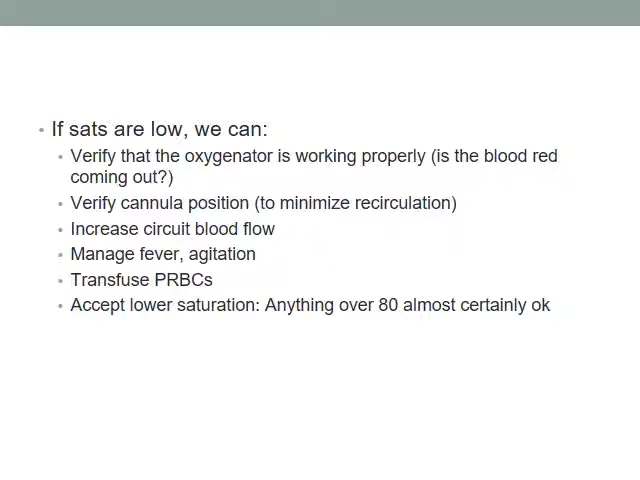 If sats are low, we can:
Verify that the oxygenator is working properly (is the blood red
coming out?)
Verify cannula position (to minimize recirculation)
Increase circuit blood flow
Manage fever, agitation
Transfuse PRBCs
Accept lower saturation: Anything over 80 almost certainly ok